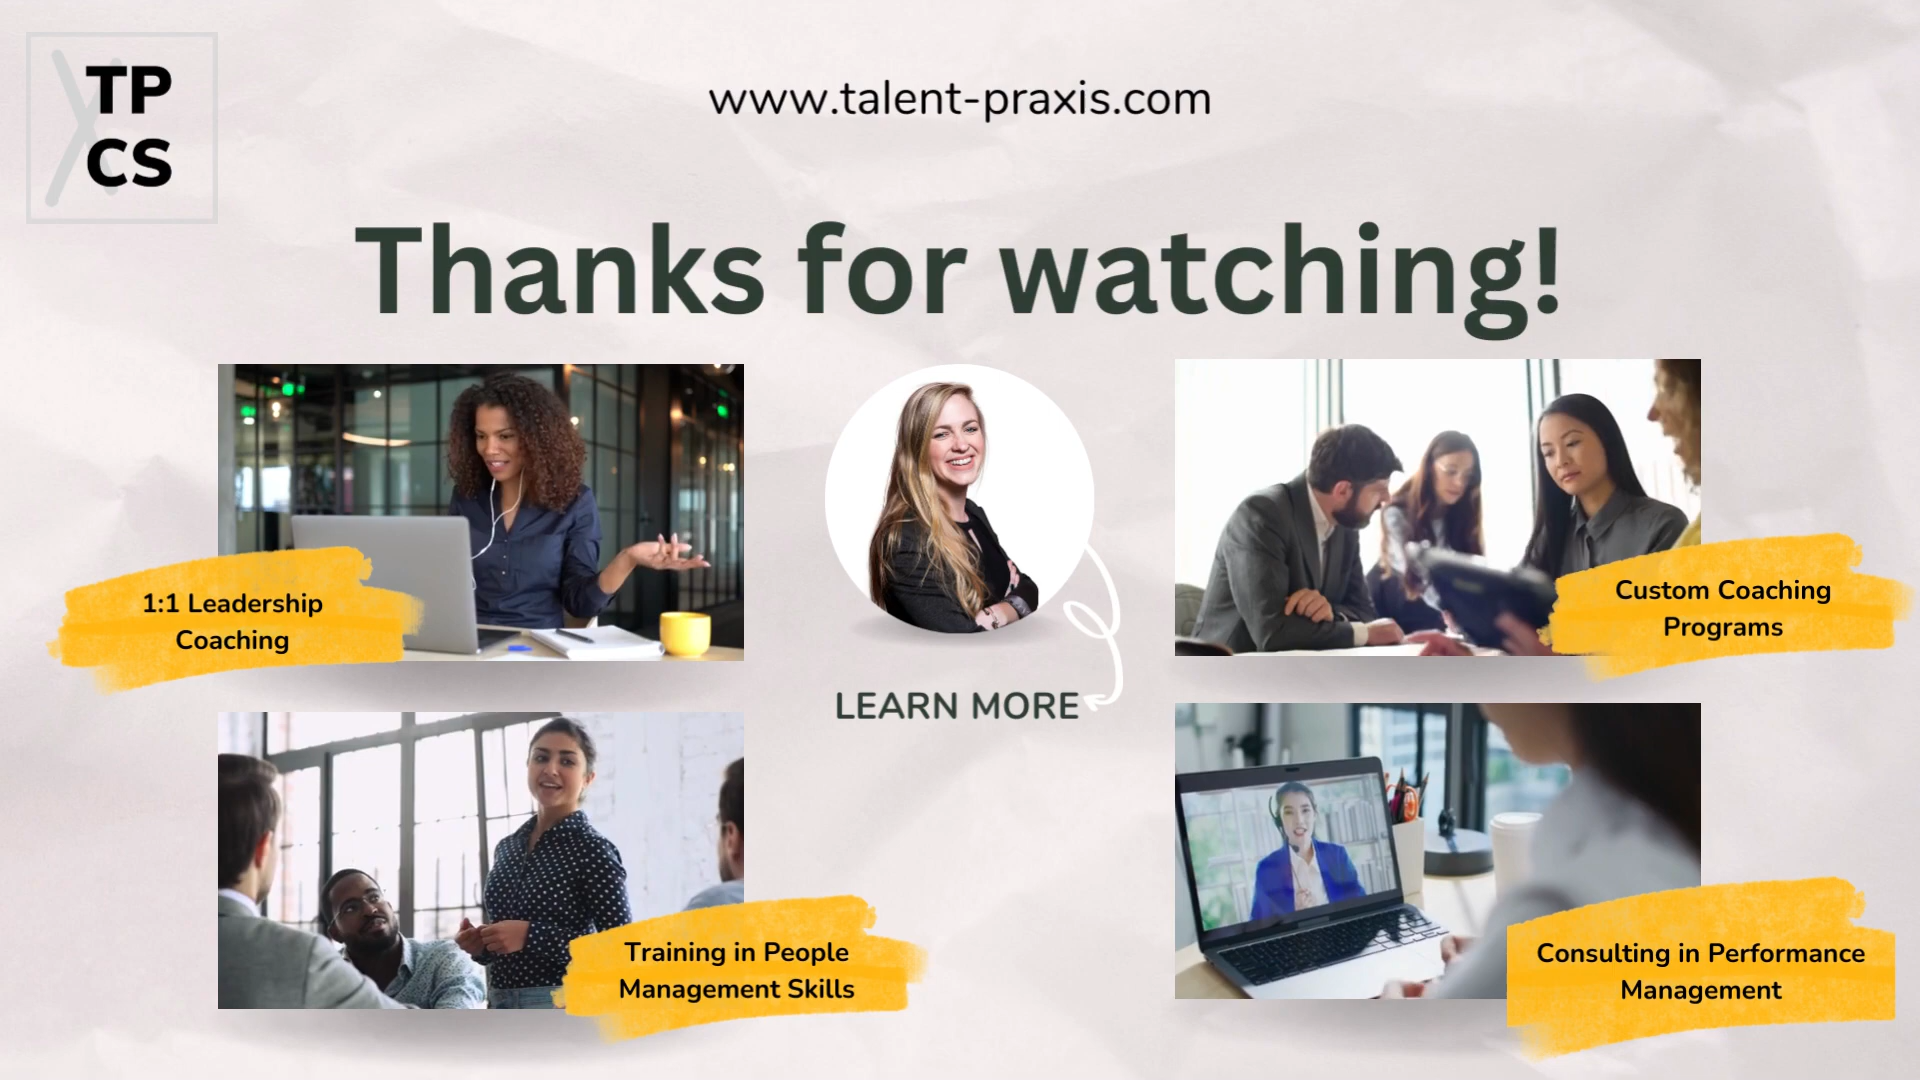 TP
CS
www.talent-praxis.com
Thanks for watching!
1:1 Leadership
Coaching
Custom Coaching
Programs
LEARN MORE
Training in People
Management Skills
Consulting in Performance
Management